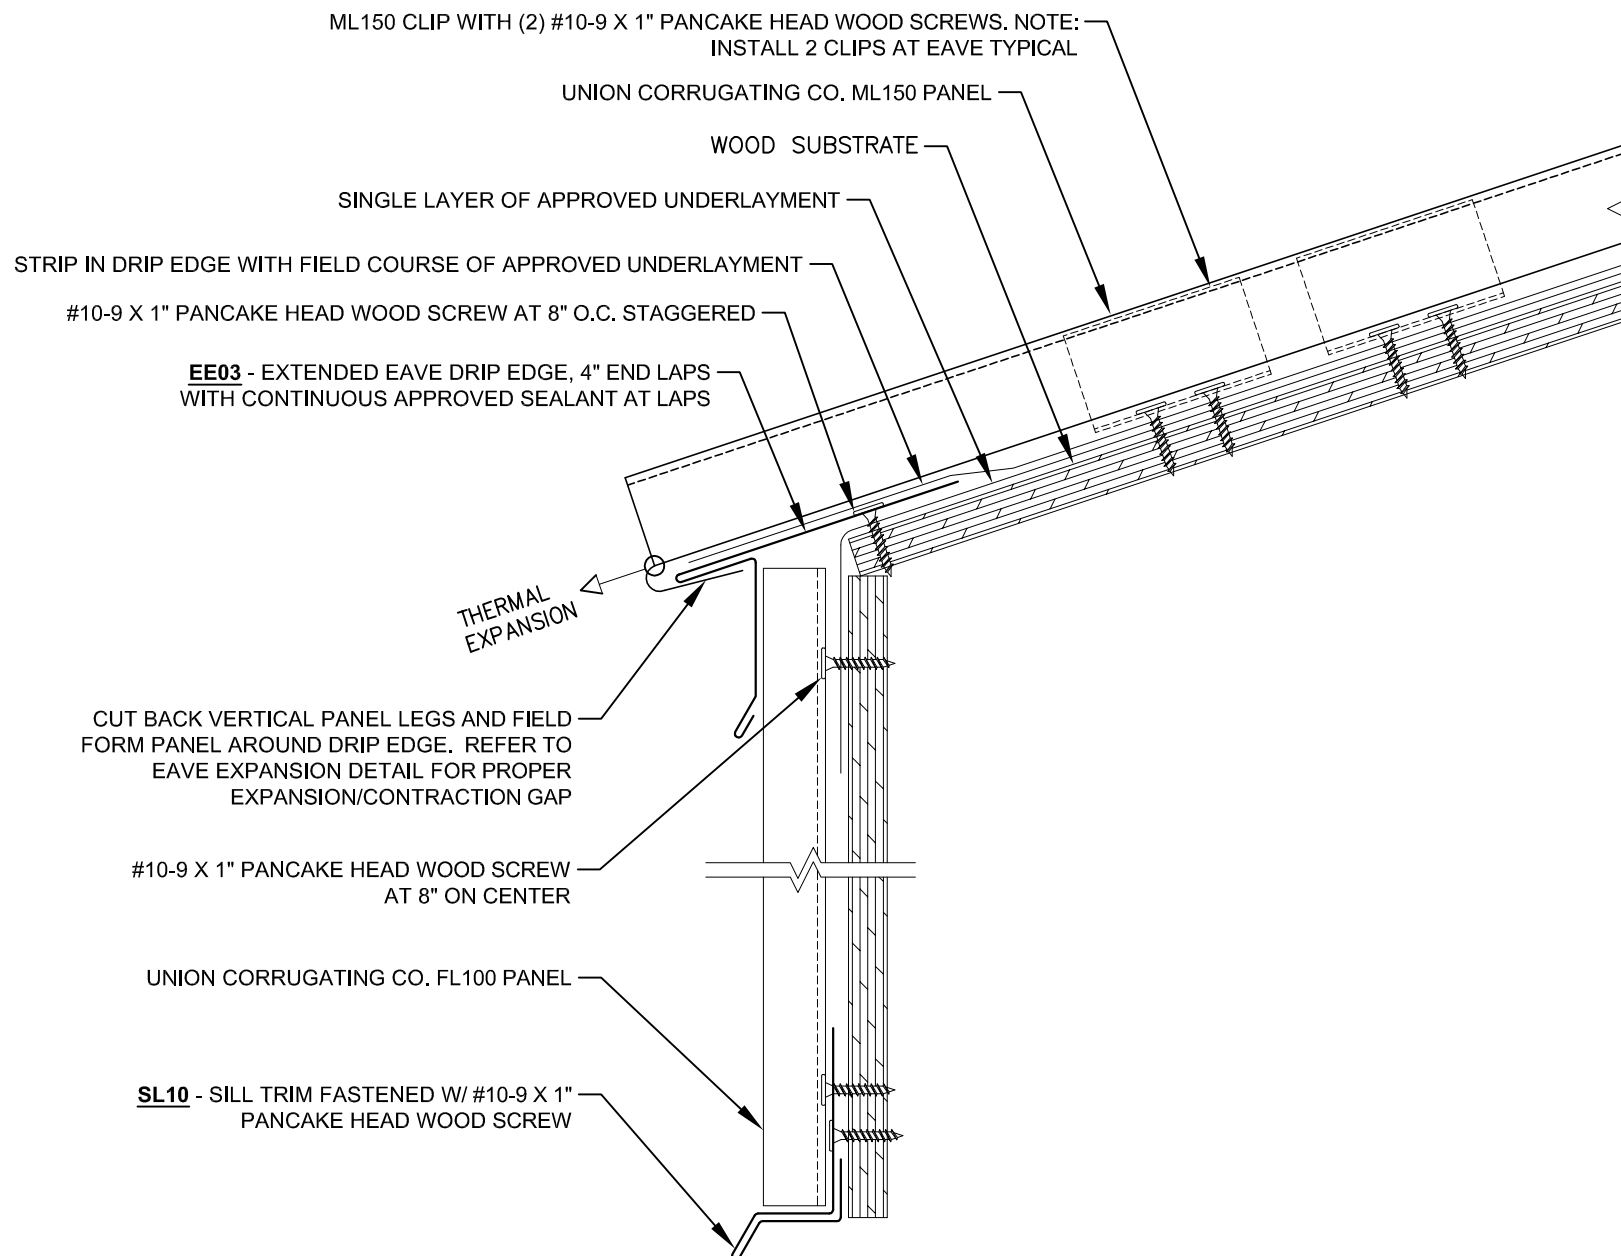 ML150 CLIP WITH (2) #10-9 X 1" PANCAKE HEAD WOOD SCREWS. NOTE:
INSTALL 2 CLIPS AT EAVE TYPICAL
UNION CORRUGATING CO. ML150 PANEL
WOOD SUBSTRATE
SINGLE LAYER OF APPROVED UNDERLAYMENT
STRIP IN DRIP EDGE WITH FIELD COURSE OF APPROVED UNDERLAYMENT
#10-9 X 1" PANCAKE HEAD WOOD SCREW AT 8" O.C. STAGGERED
EE03 - EXTENDED EAVE DRIP EDGE, 4" END LAPS
WITH CONTINUOUS APPROVED SEALANT AT LAPS
THERMAL
EXPANSION
CUT BACK VERTICAL PANEL LEGS AND FIELD
FORM PANEL AROUND DRIP EDGE. REFER TO
EAVE EXPANSION DETAIL FOR PROPER
EXPANSION/CONTRACTION GAP
#10-9 X 1" PANCAKE HEAD WOOD SCREW
AT 8" ON CENTER
UNION CORRUGATING CO. FL100 PANEL
SL10 - SILL TRIM FASTENED W/ #10-9 X 1"
PANCAKE HEAD WOOD SCREW